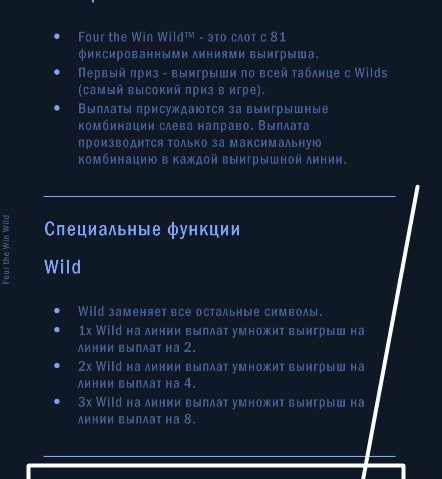 Four the Win Wild™ - это слот с 81
фиксированными линиями выигрыша.
Первый приз - выигрыши по всей таблице с Wilds
(самый высокий приз в игре).
Выплаты присуждаются за выигрышные
комбинации слева направо. Выплата
производится только за максимальную
комбинацию в каждой выигрышной линии.
Four the Win Wild
Специальные функции
Wild
Wild заменяет все остальные символы.
1x Wild на линии выплат умножит выигрыш на
линии выплат на 2.
2x Wild на линии выплат умножит выигрыш на
линии выплат на 4.
3x Wild на линии выплат умножит выигрыш на
линии выплат на 8.